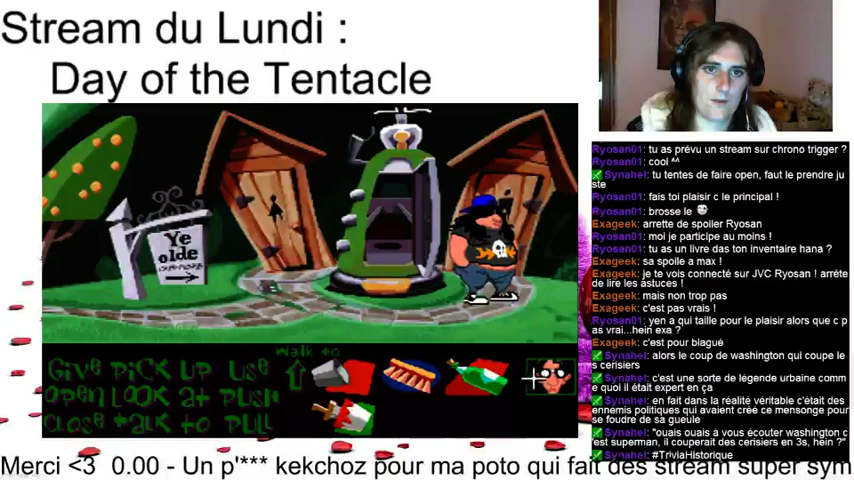 Stream du Lundi :
Day of the Tentacle
Ye
olde
Walk to
GiVE PiCK UP USE
OPEN LOOK AT PUSH
CLOSE tALK tO PULL
Ryosan01: tu as prévu un stream sur chrono trigger ?
Ryosan01: cool ^^
Synahel: tu tentes de faire open, faut le prendre ju
ste
Ryosan01: fais toi plaisir c le principal !
Ryosan01: brosse le
Exageek: arrette de spoiler Ryosan
Ryosan01: moi je participe au moins !
Ryosan01: tu as un livre das ton inventaire hana ?
Exageek: sa spoile a max !
Exageek: je te vois connecté sur JVC Ryosan ! arrête
de lire les astuces !
Exageek: mais non trop pas
Exageek: c'est pas vrais !
Ryosan01: yen a qui taille pour le plaisir alors que c p
as vrai...hein exa ?
Exageek: c'est pour blagué
Synahel: alors le coup de washington qui coupe le
s cerisiers
Synahel: c'est une sorte de légende urbaine comm
e quoi il était expert en ça
Synahel: en fait dans la réalité véritable c'était des
ennemis politiques qui avaient créé ce mensonge pour
se foudre de sa gueule
Synahel: "ouais ouais à vous écouter washington c
'est superman, il couperait des cerisiers en 3s, hein ?"
Synahel: #TriviaHistorique
Merci <3 0.00 - Un p'*** kekchoz pour ma poto qui fait des stream super sym